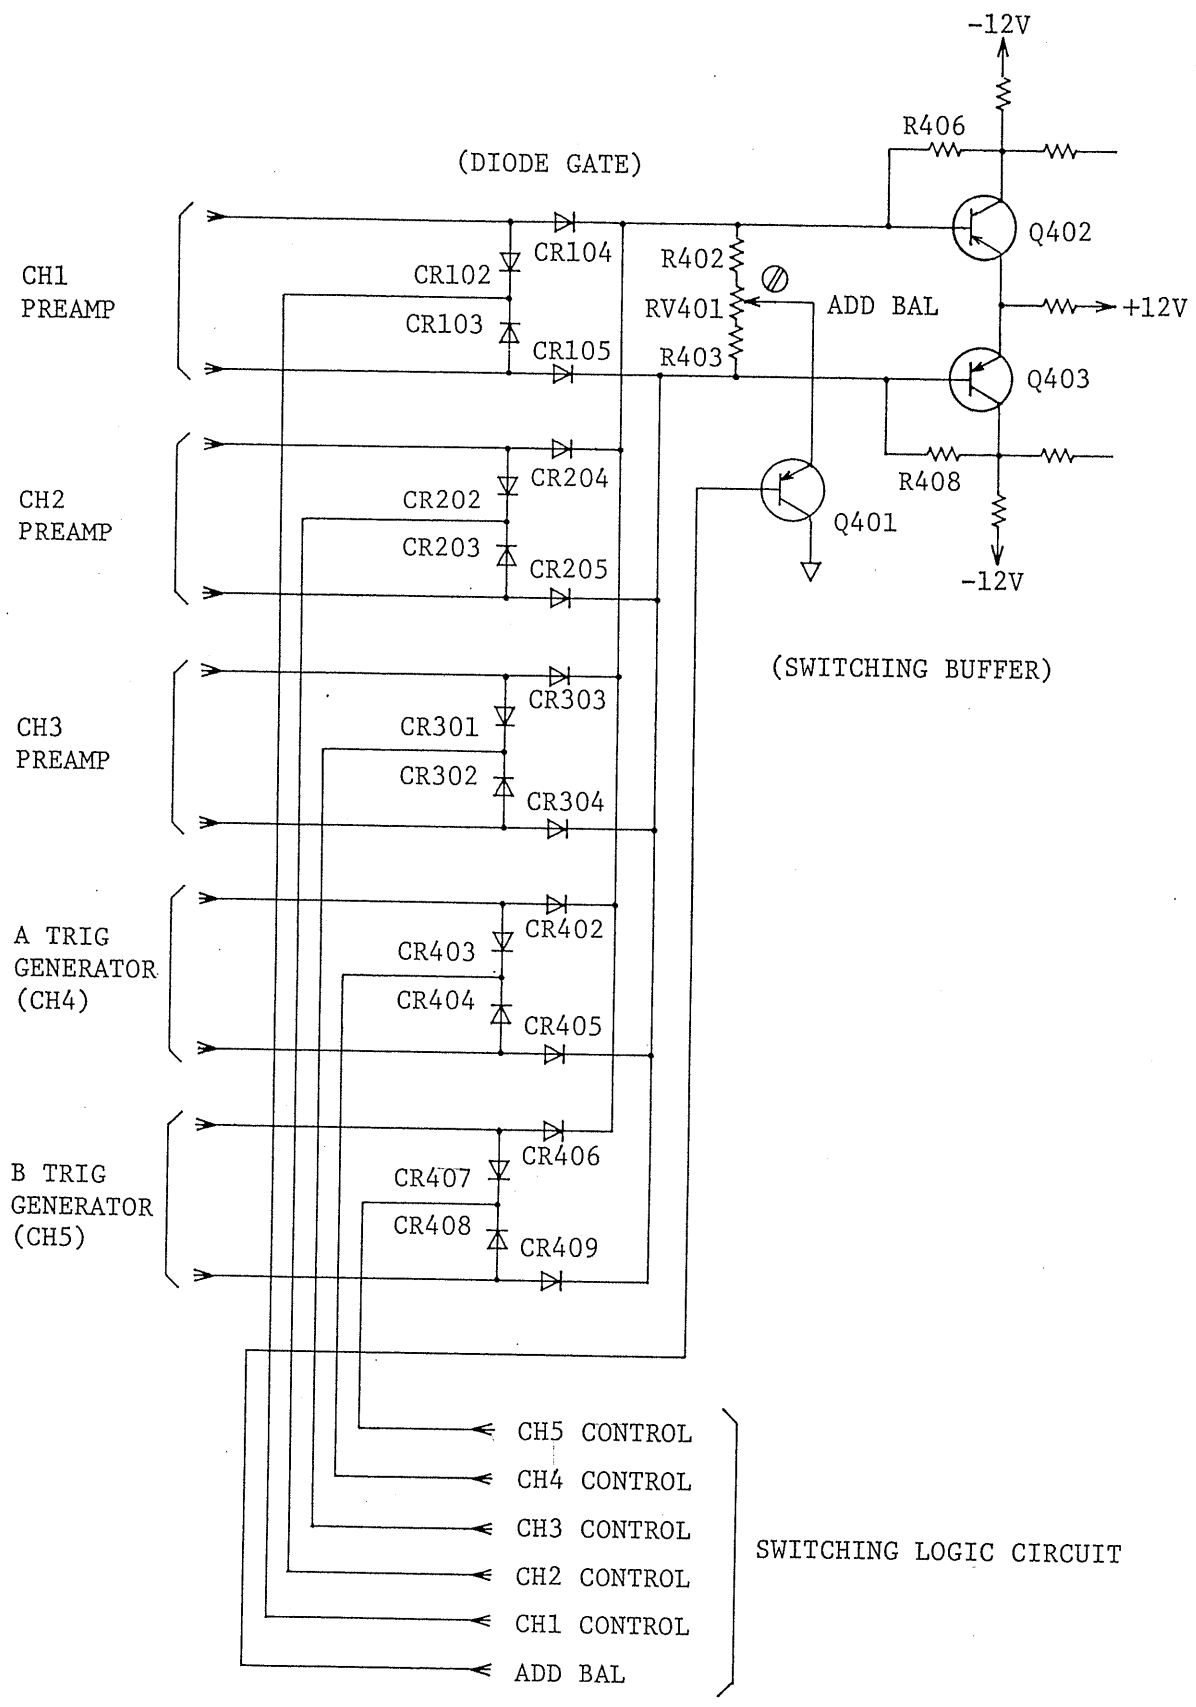 -12V
R406
(DIODE GATE)
CR104
Q402
CH1
PREAMP
CR102
R402
CR103
RV401
ADD BAL
+12V
CR105
R403
Q403
CH2
PREAMP
CR204
CR202
R408
CR203
Q401
CR205
-12V
(SWITCHING BUFFER)
CH3
PREAMP
CR303
CR301
CR302
CR304
A TRIG
GENERATOR
(CH4)
CR402
CR403
CR404
CR405
B TRIG
GENERATOR
(CH5)
CR406
CR407
CR408
CR409
CH5 CONTROL
CH4 CONTROL
CH3 CONTROL
SWITCHING LOGIC CIRCUIT
CH2 CONTROL
CH1 CONTROL
ADD BAL